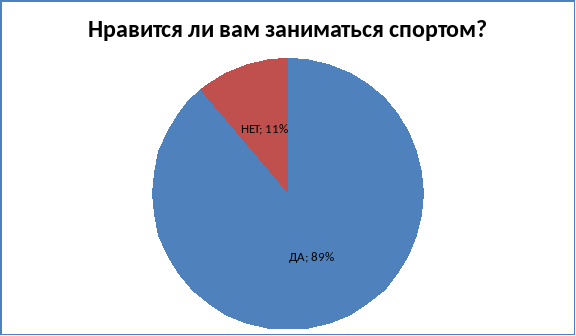 Нравится ли вам заниматься спортом?
НЕТ; 11%
ДА; 89%